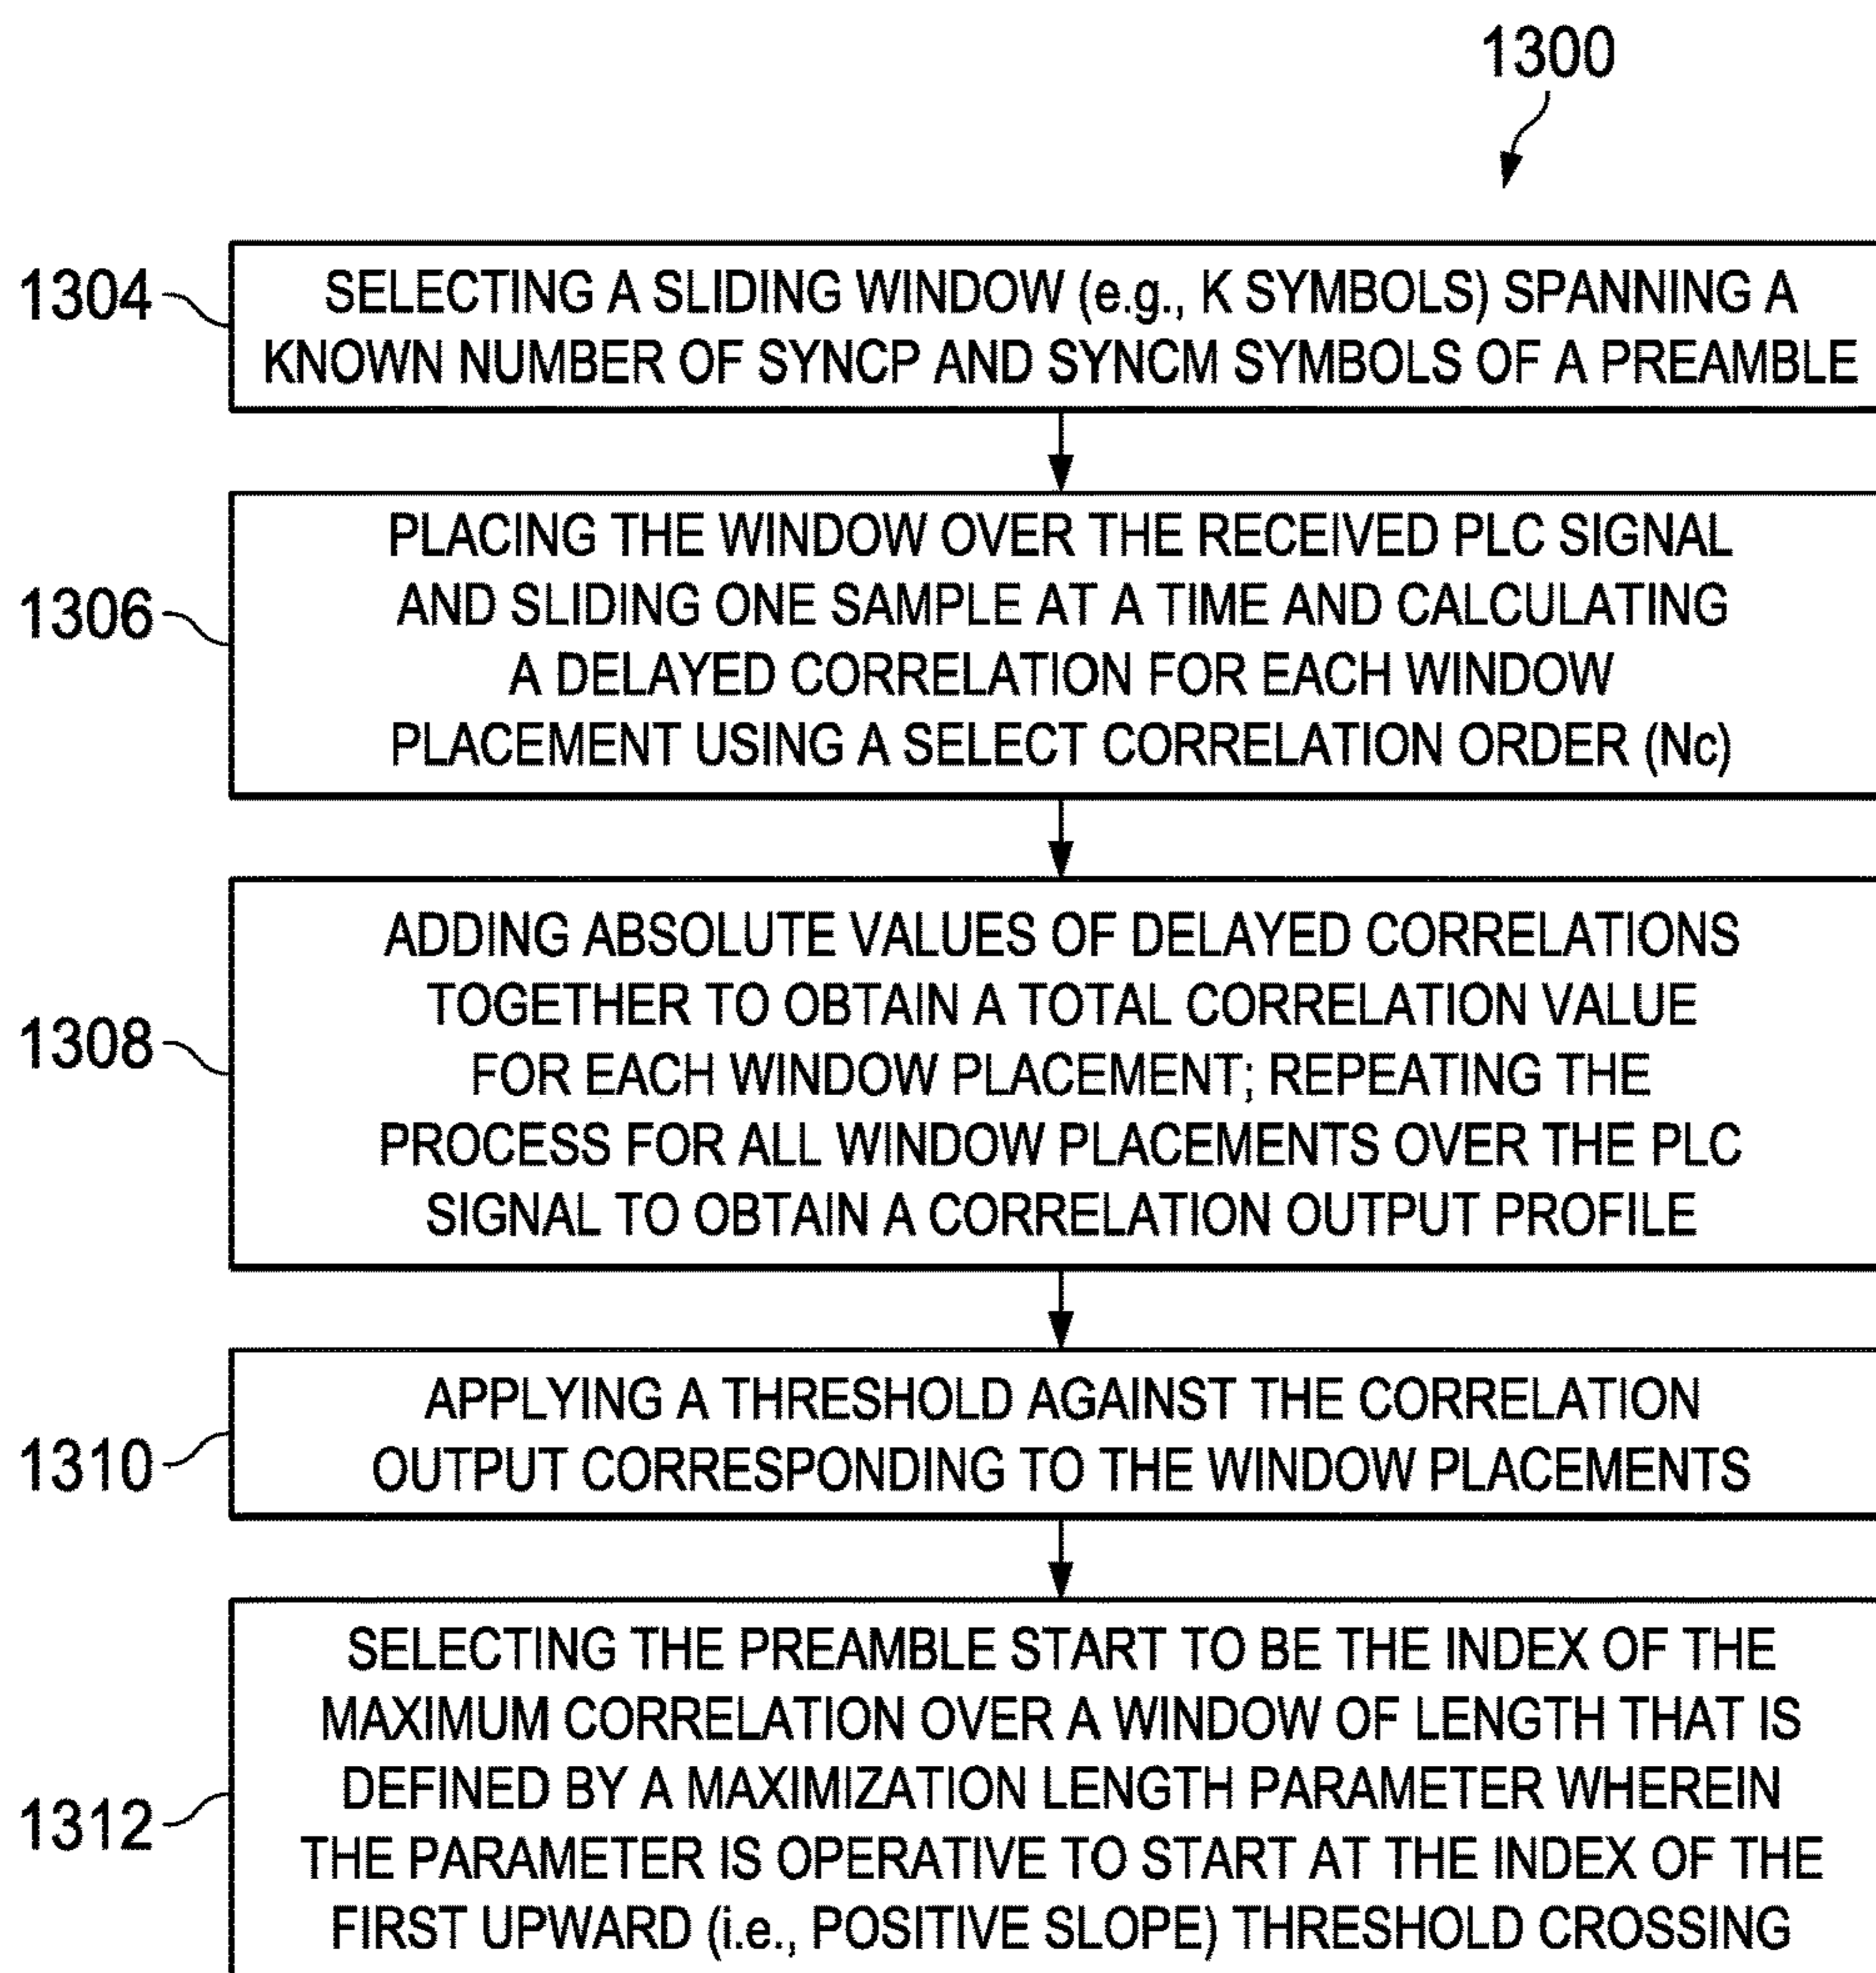 1300
1304
SELECTING A SLIDING WINDOW (e.g., K SYMBOLS) SPANNING A
KNOWN NUMBER OF SYNCP AND SYNCM SYMBOLS OF A PREAMBLE
1306
PLACING THE WINDOW OVER THE RECEIVED PLC SIGNAL
AND SLIDING ONE SAMPLE AT A TIME AND CALCULATING
A DELAYED CORRELATION FOR EACH WINDOW
PLACEMENT USING A SELECT CORRELATION ORDER (Nc)
1308
ADDING ABSOLUTE VALUES OF DELAYED CORRELATIONS
TOGETHER TO OBTAIN A TOTAL CORRELATION VALUE
FOR EACH WINDOW PLACEMENT; REPEATING THE
PROCESS FOR ALL WINDOW PLACEMENTS OVER THE PLC
SIGNAL TO OBTAIN A CORRELATION OUTPUT PROFILE
1310
APPLYING A THRESHOLD AGAINST THE CORRELATION
OUTPUT CORRESPONDING TO THE WINDOW PLACEMENTS
1312
SELECTING THE PREAMBLE START TO BE THE INDEX OF THE
MAXIMUM CORRELATION OVER A WINDOW OF LENGTH THAT IS
DEFINED BY A MAXIMIZATION LENGTH PARAMETER WHEREIN
THE PARAMETER IS OPERATIVE TO START AT THE INDEX OF THE
FIRST UPWARD (i.e., POSITIVE SLOPE) THRESHOLD CROSSING